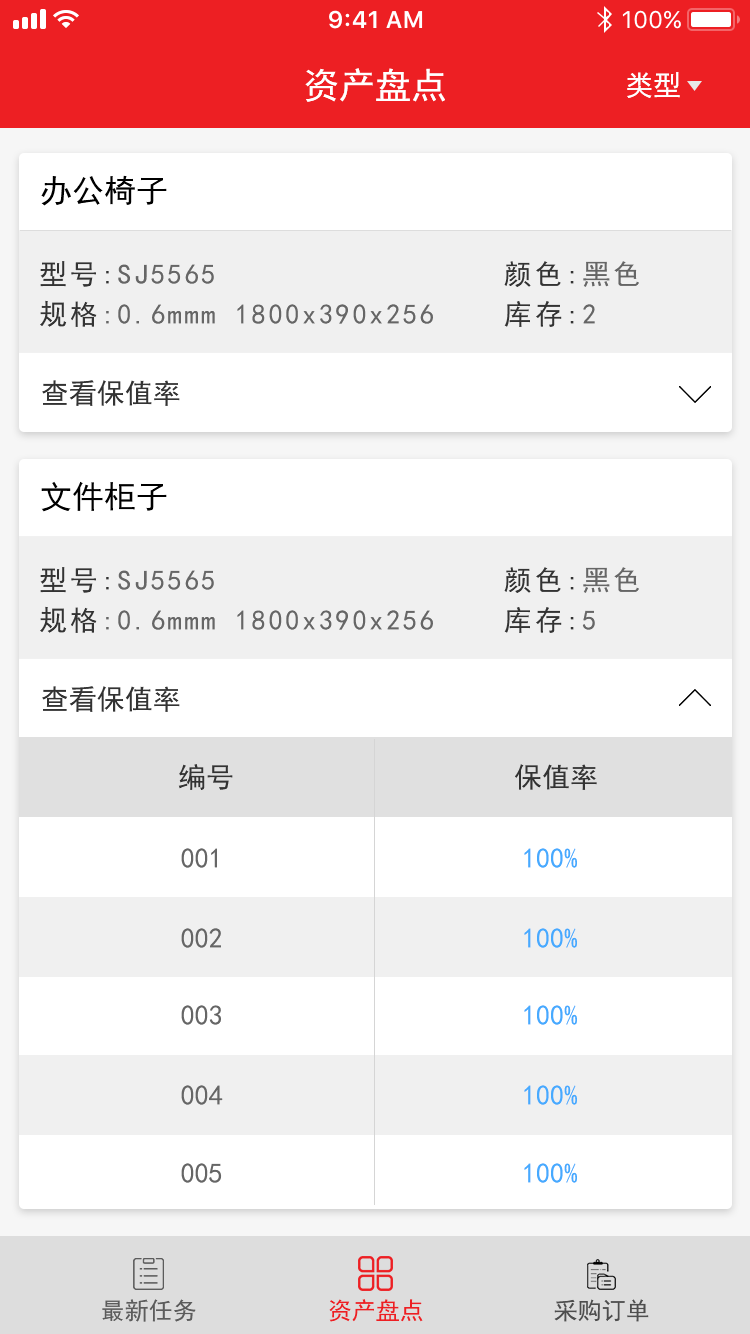 9:41 AM 100%
资产盘点 类型
办公椅子
型号:SJ5565 颜色:黑色
规格:0.6mmm 1800x390x256 库存:2
查看保值率
文件柜子
型号:SJ5565 颜色:黑色
规格:0.6mmm 1800x390x256 库存:5
查看保值率
编号 保值率
001 100%
002 100%
003 100%
004 100%
005 100%
最新任务 资产盘点 采购订单